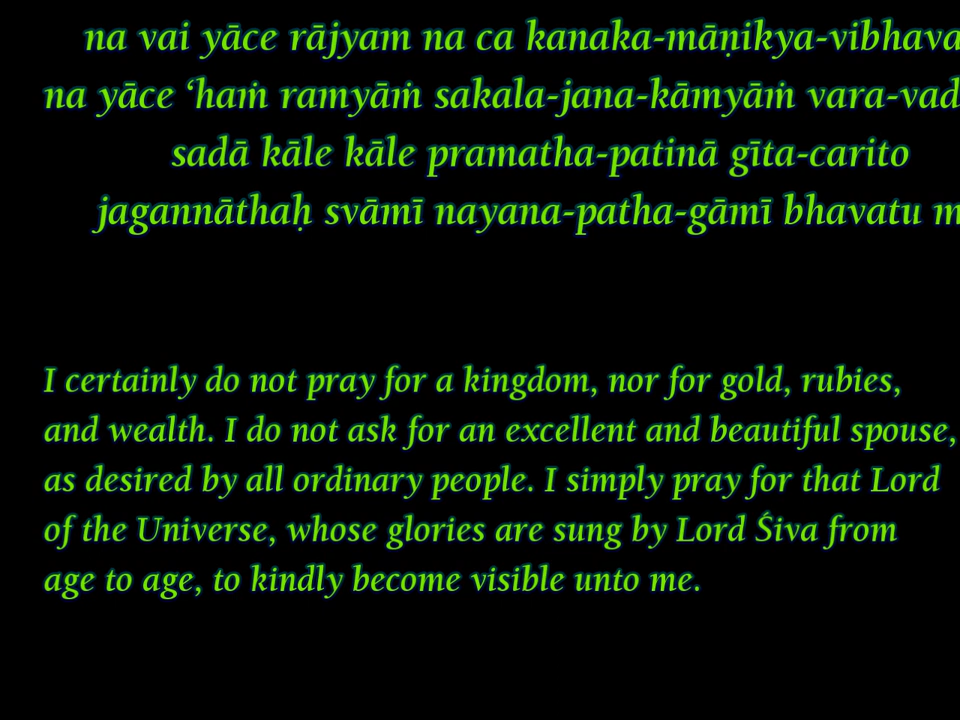 na vai yāce rājyam na ca kanaka-māṇikya-vibhava
na yāce ‘haṁ ramyāṁ sakala-jana-kāmyāṁ vara-vad
sadā kāle kāle pramatha-patinā gīta-carito
jagannāthaḥ svāmī nayana-patha-gāmī bhavatu m
I certainly do not pray for a kingdom, nor for gold, rubies,
and wealth. I do not ask for an excellent and beautiful spouse,
as desired by all ordinary people. I simply pray for that Lord
of the Universe, whose glories are sung by Lord Śiva from
age to age, to kindly become visible unto me.